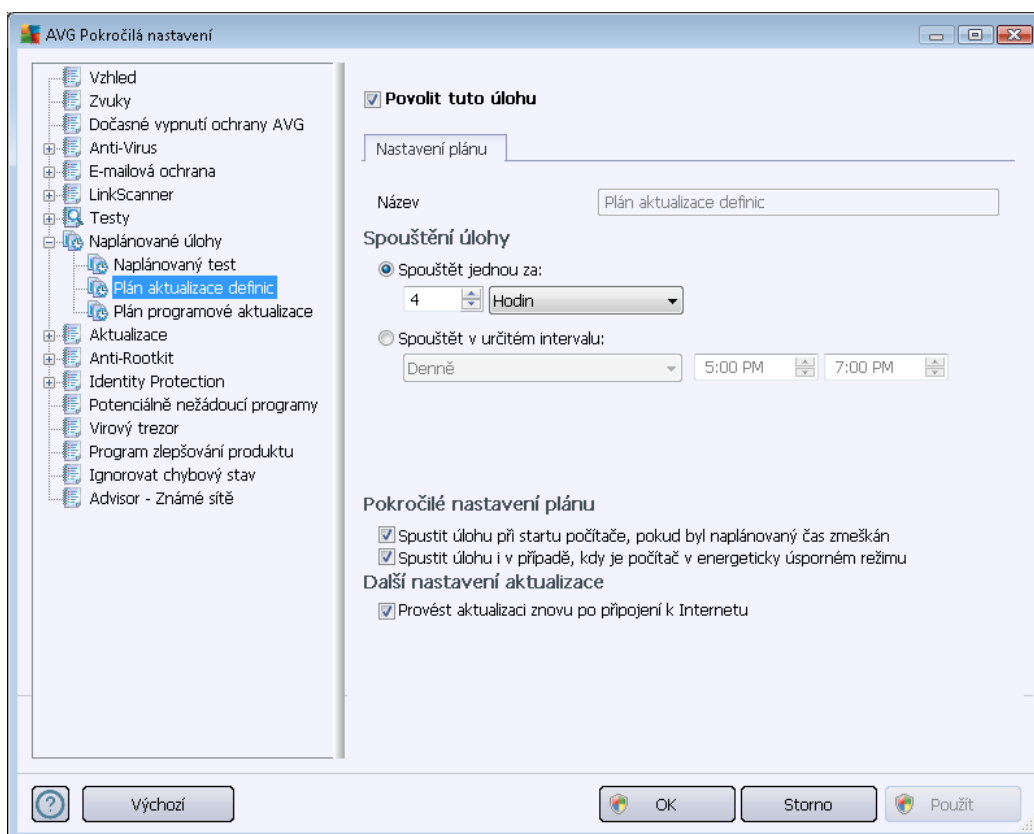 AVG Pokročilá nastavení
Vzhled
Zvuky
Dočasné vypnutí ochrany AVG
Anti-Virus
E-mailová ochrana
LinkScanner
Testy
Naplánované úlohy
Naplánovaný test
Plán aktualizace definic
Plán programové aktualizace
Aktualizace
Anti-Rootkit
Identity Protection
Potenciálně nežádoucí programy
Virový trezor
Program zlepšování produktu
Ignorovat chybový stav
Advisor - Známé sítě
Povolit tuto úlohu
Nastavení plánu
Název Plán aktualizace definic
Spouštění úlohy
Spouštět jednou za:
4 Hodin
Spouštět v určitém intervalu:
Denně 5:00 PM 7:00 PM
Pokročilé nastavení plánu
Spustit úlohu při startu počítače, pokud byl naplánovaný čas zmeškán
Spustit úlohu i v případě, kdy je počítač v energeticky úsporném režimu
Další nastavení aktualizace
Provést aktualizaci znovu po připojení k Internetu
Výchozí OK Storno Použít